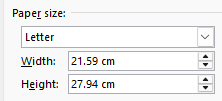 Paper size:
Letter
Width: 21.59 cm
Height: 27.94 cm